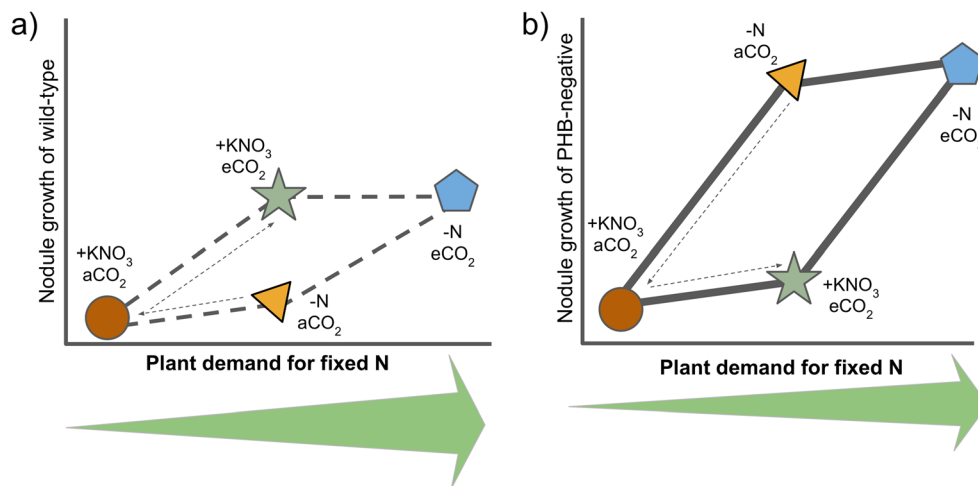 a)
Nodule growth of wild-type
+KNO3
eCO2
+KNO3
aCO2
-N
aCO2
-N
eCO2
Plant demand for fixed N
b)
Nodule growth of PHB-negative
-N
aCO2
-N
eCO2
+KNO3
aCO2
+KNO3
eCO2
Plant demand for fixed N